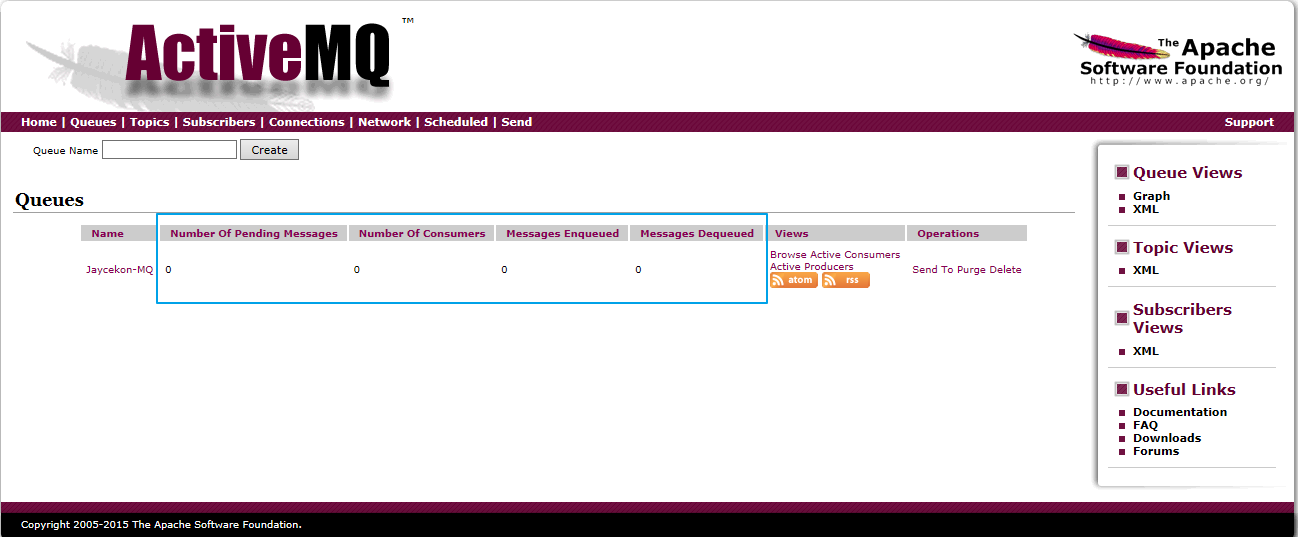 ActiveMQ ™
The Apache
Software Foundation
http://www.apache.org/
Home | Queues | Topics | Subscribers | Connections | Network | Scheduled | Send
Support
Queue Name Create
Queues
Name Number Of Pending Messages Number Of Consumers Messages Enqueued Messages Dequeued Views Operations
Jaycekon-MQ 0 0 0 0 Browse Active Consumers
Active Producers
atom rss
Send To Purge Delete
Queue Views
Graph
XML
Topic Views
XML
Subscribers
Views
XML
Useful Links
Documentation
FAQ
Downloads
Forums
Copyright 2005-2015 The Apache Software Foundation.